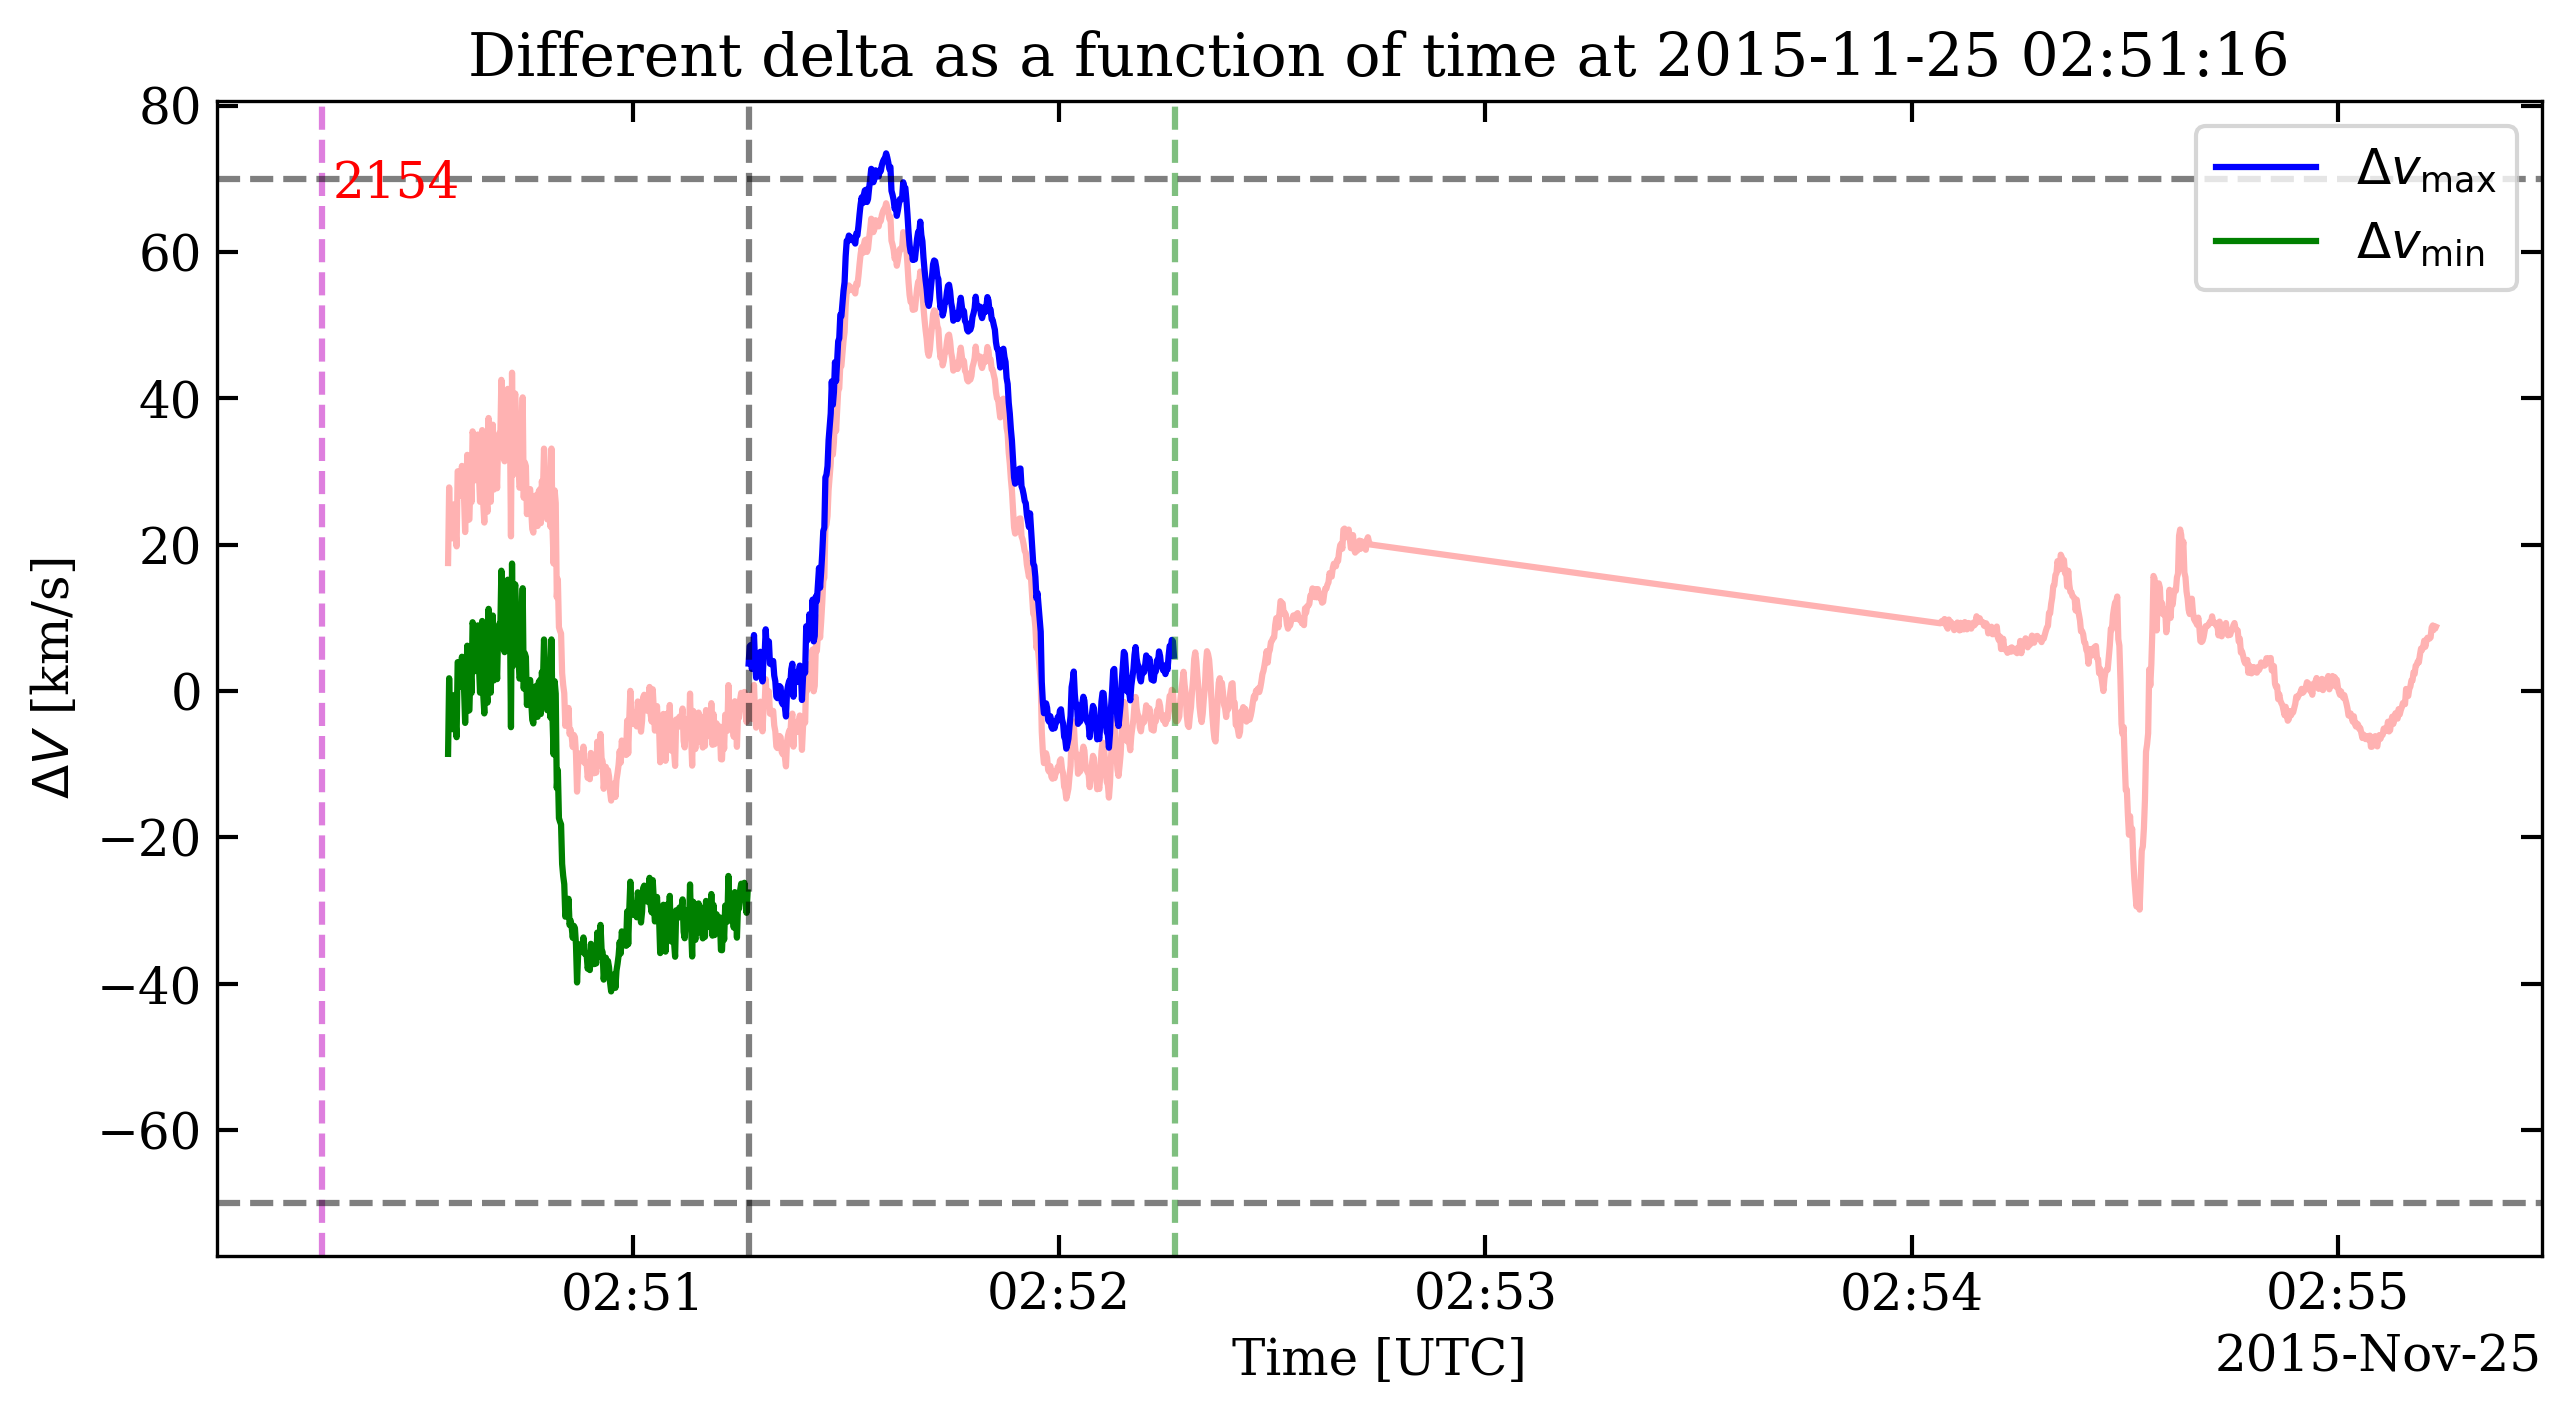 Different delta as a function of time at 2015-11-25 02:51:16
80
60
40
20
0
−20
−40
−60
ΔV [km/s]
2154
Δvmax
Δvmin
02:51 02:52 02:53 02:54 02:55
Time [UTC]
2015-Nov-25